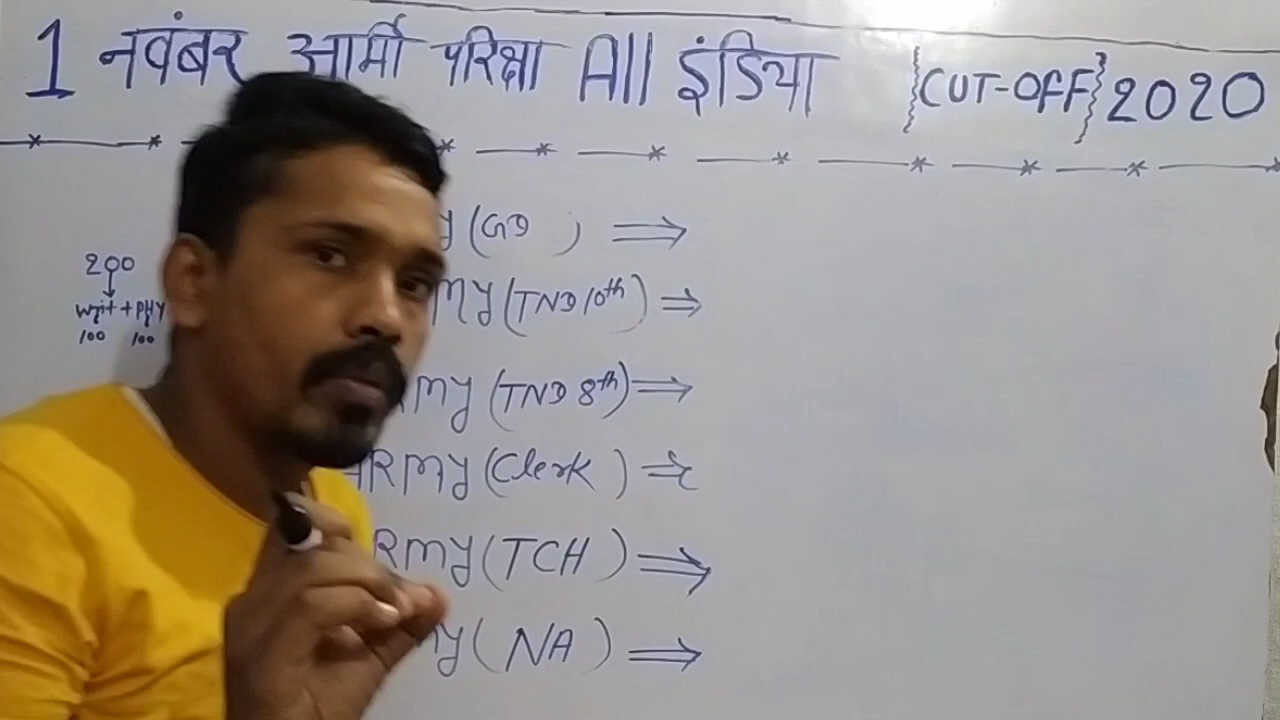 1 नवंबर आर्मी परिक्षा All इंडिया {CUT-OFF} 2020
y (GD ) ⇒
my (TND 10th) ⇒
200
writ + PHY
100 100
my (TND 8th) ⇒
ARMY (Clerk ) ⇒
RMY (TCH ) ⇒
my ( NA ) ⇒